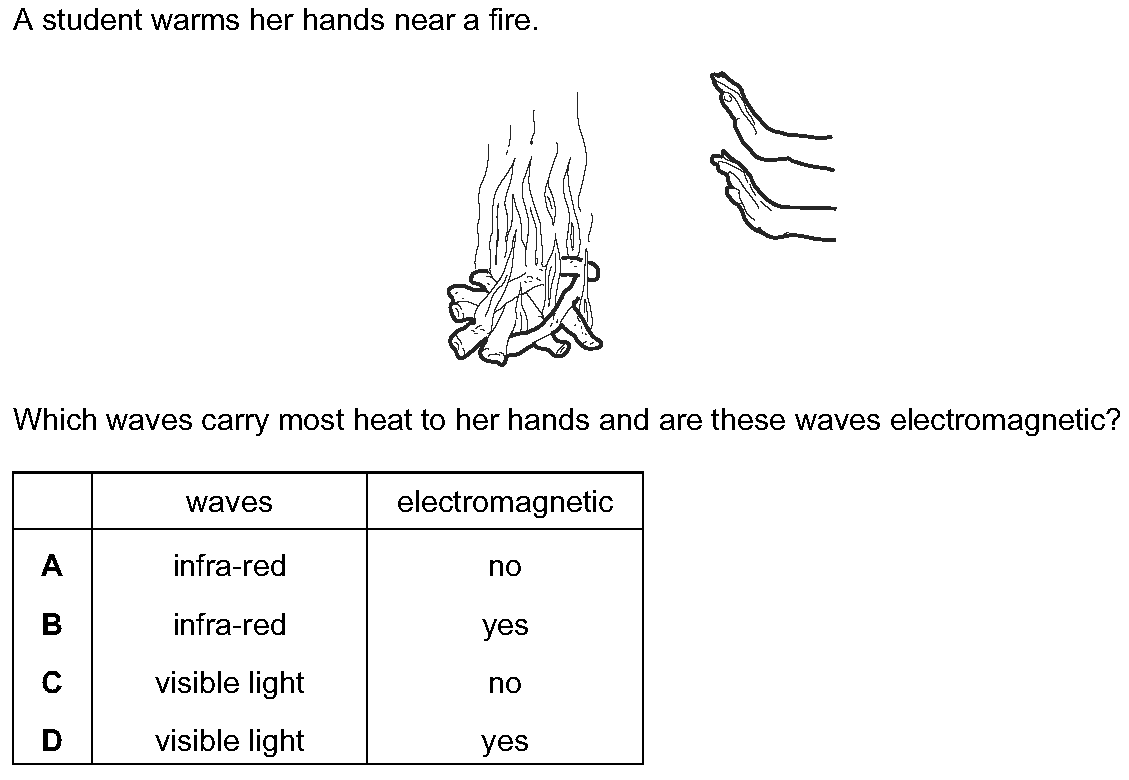 A student warms her hands near a fire.
Which waves carry most heat to her hands and are these waves electromagnetic?
waves electromagnetic
A infra-red no
B infra-red yes
C visible light no
D visible light yes